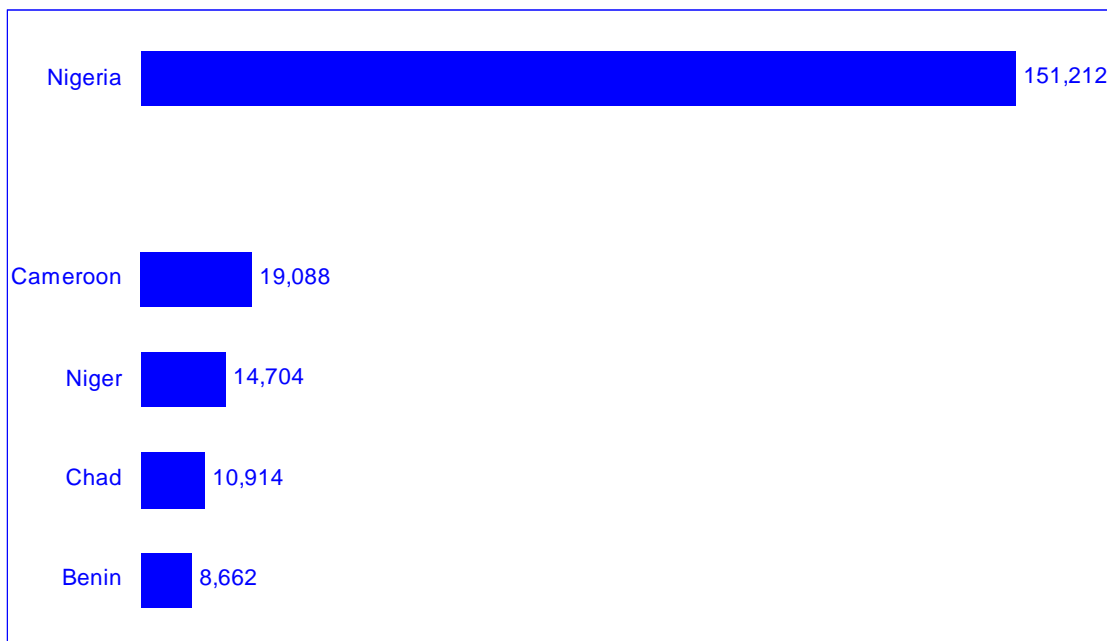 Nigeria 151,212
Cameroon 19,088
Niger 14,704
Chad 10,914
Benin 8,662